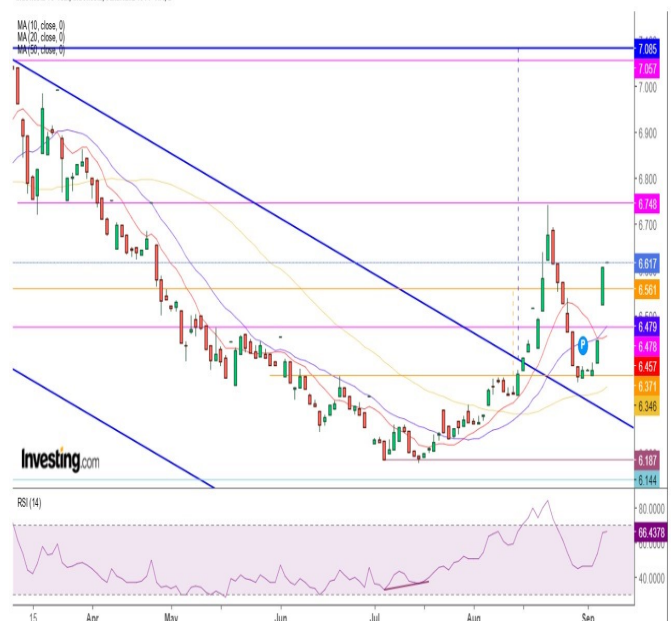 MA (10, close, 0)
MA (20, close, 0)
MA (50, close, 0)
7.085
7.057
7.000
6.900
6.800
6.748
6.700
6.617
6.561
6.479
6.478
6.457
6.371
6.346
6.187
6.144
P
Investing.com
RSI (14)
80.0000
66.4378
40.0000
15
Apr
May
Jun
Jul
Aug
Sep